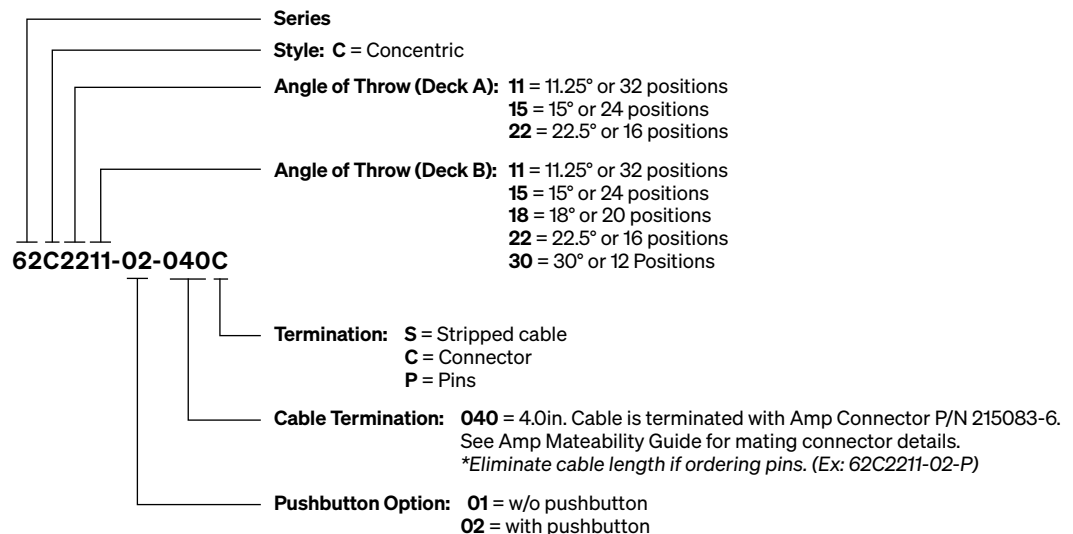 Series
Style: C = Concentric
Angle of Throw (Deck A): 11 = 11.25° or 32 positions
15 = 15° or 24 positions
22 = 22.5° or 16 positions
Angle of Throw (Deck B): 11 = 11.25° or 32 positions
15 = 15° or 24 positions
18 = 18° or 20 positions
22 = 22.5° or 16 positions
30 = 30° or 12 Positions
62C2211-02-040C
Termination: S = Stripped cable
C = Connector
P = Pins
Cable Termination: 040 = 4.0in. Cable is terminated with Amp Connector P/N 215083-6.
See Amp Mateability Guide for mating connector details.
*Eliminate cable length if ordering pins. (Ex: 62C2211-02-P)
Pushbutton Option: 01 = w/o pushbutton
02 = with pushbutton